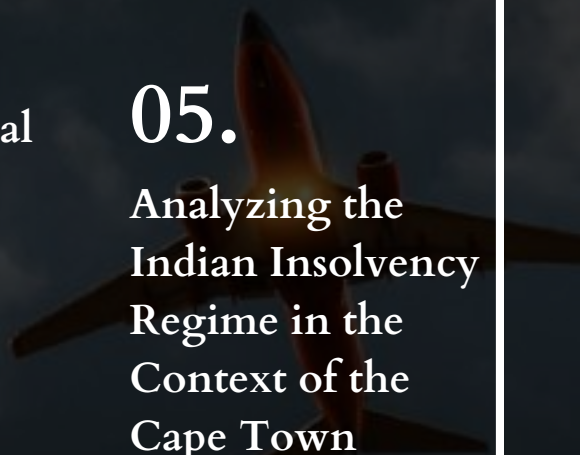 al
05.
Analyzing the
Indian Insolvency
Regime in the
Context of the
Cape Town